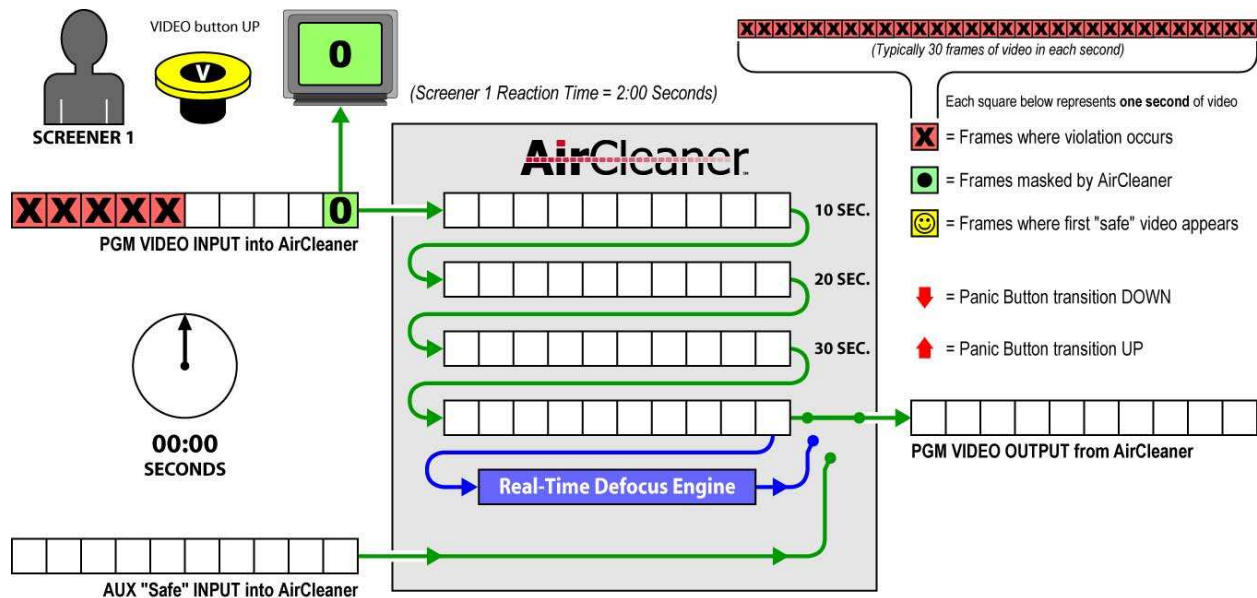 VIDEO button UP
V
0
SCREENER 1
(Screener 1 Reaction Time = 2:00 Seconds)
XXXXXXXXXXXXXXXXXXXXXXXXXXXXXX
(Typically 30 frames of video in each second)
Each square below represents one second of video
X = Frames where violation occurs
= Frames masked by AirCleaner
= Frames where first "safe" video appears
= Panic Button transition DOWN
= Panic Button transition UP
AirCleaner
X X X X X 0
PGM VIDEO INPUT into AirCleaner
10 SEC.
20 SEC.
30 SEC.
00:00
SECONDS
Real-Time Defocus Engine
PGM VIDEO OUTPUT from AirCleaner
AUX "Safe" INPUT into AirCleaner